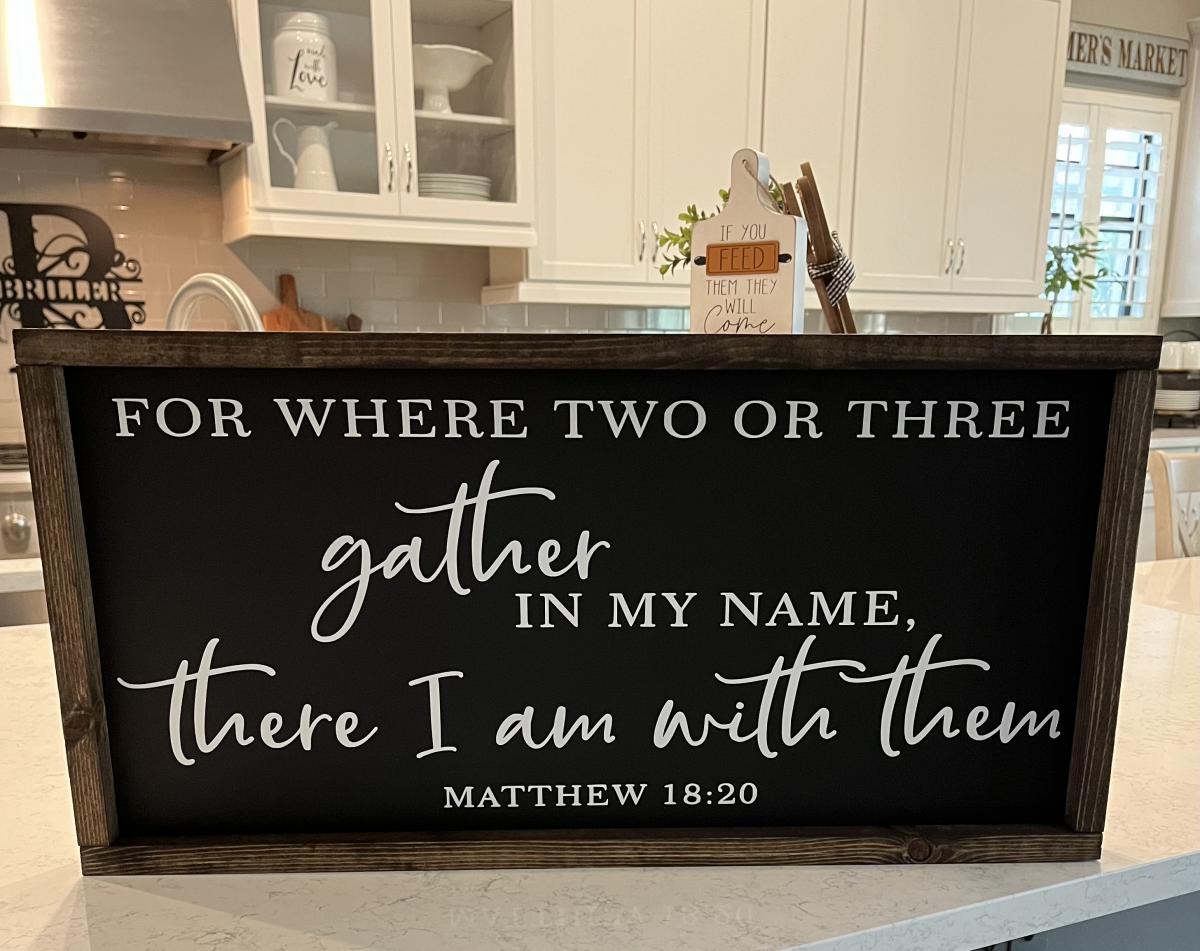 made
with
Love
MER'S MARKET
BRILLER
IF YOU
FEED
THEM THEY
WILL
Come
FOR WHERE TWO OR THREE
gather
IN MY NAME,
there I am with them
MATTHEW 18:20